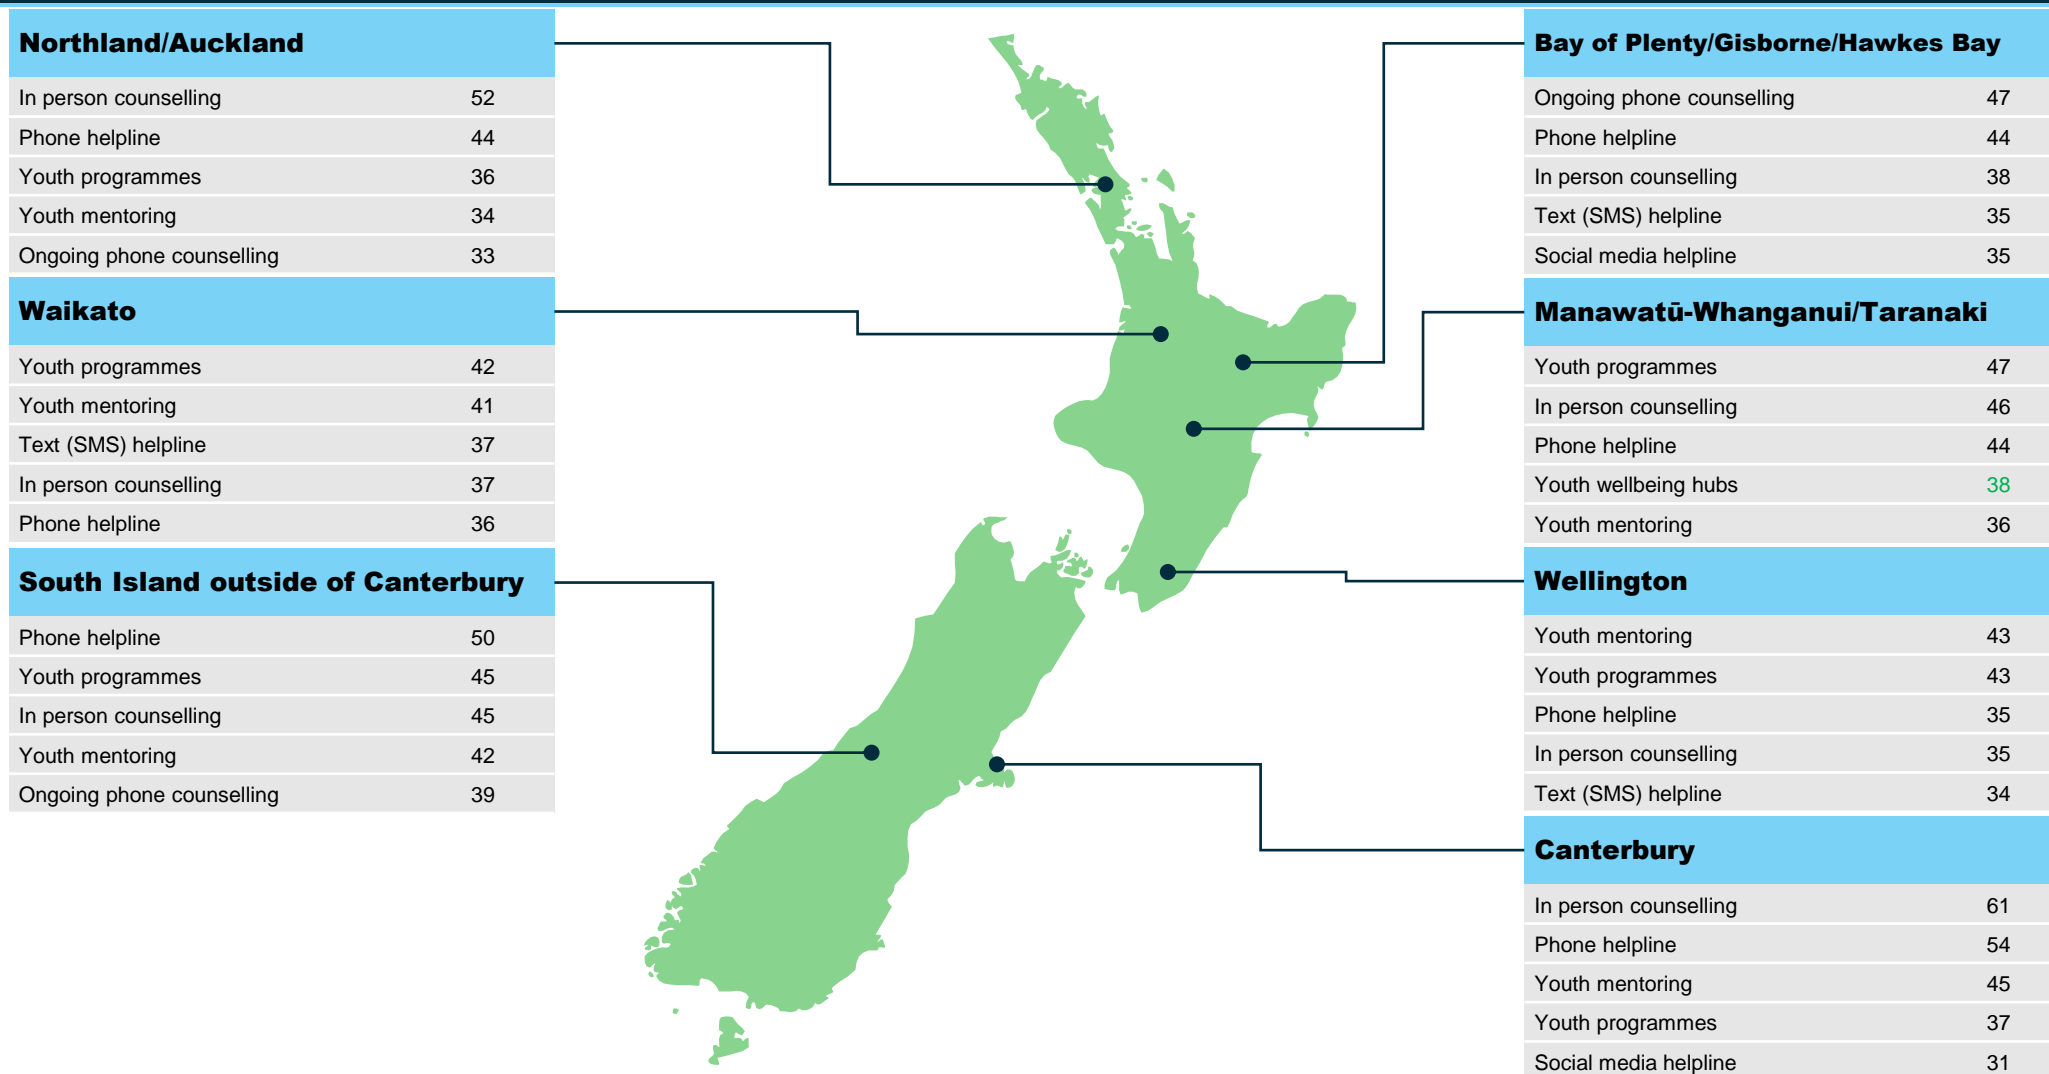 Northland/Auckland
In person counselling 52
Phone helpline 44
Youth programmes 36
Youth mentoring 34
Ongoing phone counselling 33
Waikato
Youth programmes 42
Youth mentoring 41
Text (SMS) helpline 37
In person counselling 37
Phone helpline 36
South Island outside of Canterbury
Phone helpline 50
Youth programmes 45
In person counselling 45
Youth mentoring 42
Ongoing phone counselling 39
Bay of Plenty/Gisborne/Hawkes Bay
Ongoing phone counselling 47
Phone helpline 44
In person counselling 38
Text (SMS) helpline 35
Social media helpline 35
Manawatū-Whanganui/Taranaki
Youth programmes 47
In person counselling 46
Phone helpline 44
Youth wellbeing hubs 38
Youth mentoring 36
Wellington
Youth mentoring 43
Youth programmes 43
Phone helpline 35
In person counselling 35
Text (SMS) helpline 34
Canterbury
In person counselling 61
Phone helpline 54
Youth mentoring 45
Youth programmes 37
Social media helpline 31